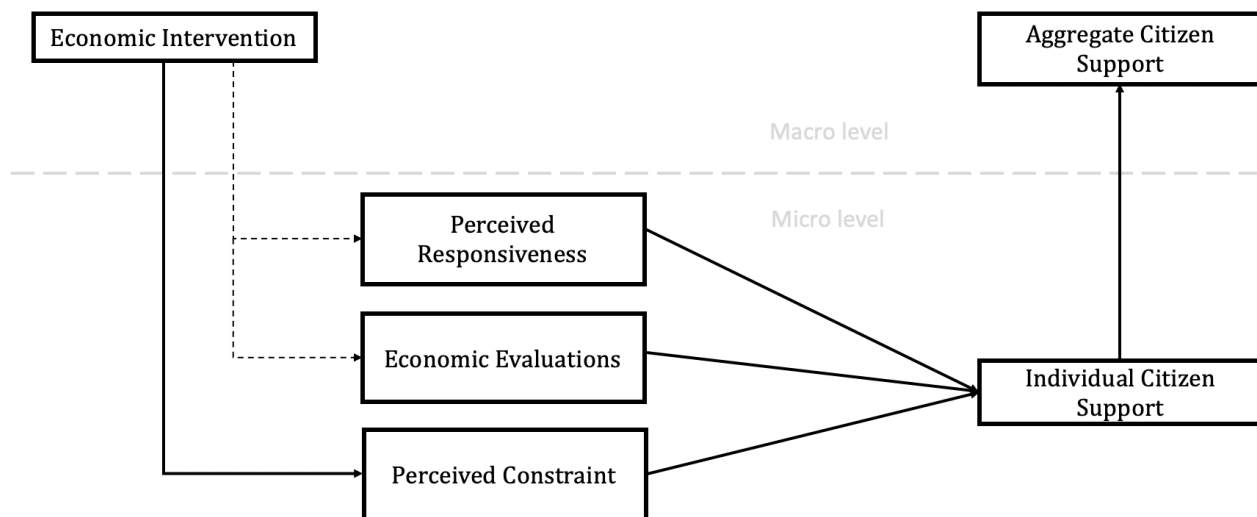 Economic Intervention
Aggregate Citizen
Support
Macro level
Micro level
Perceived
Responsiveness
Economic Evaluations
Individual Citizen
Support
Perceived Constraint